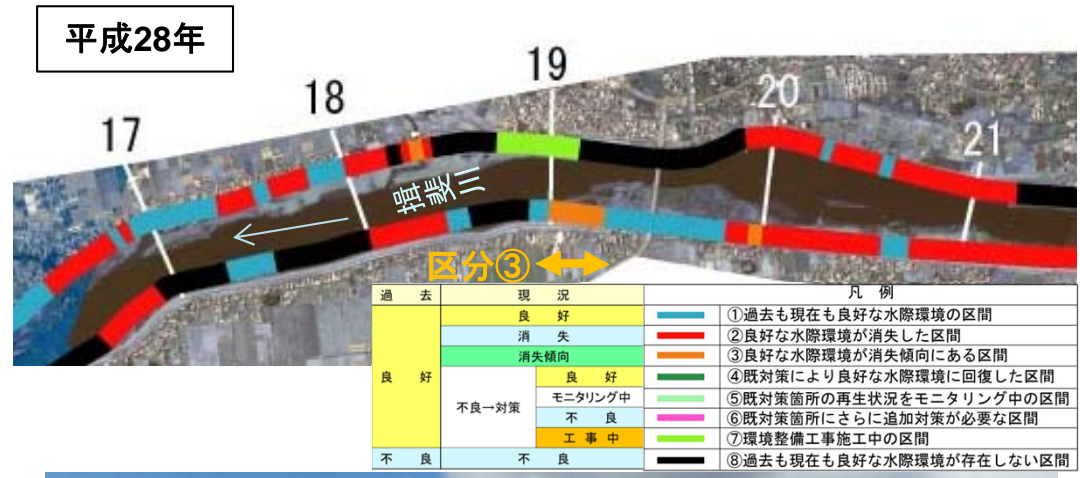 平成28年
17
18
19
20
21
揖斐川
区分③
過 去
現 況
凡 例
良 好
良 好
①過去も現在も良好な水際環境の区間
消 失
②良好な水際環境が消失した区間
消失傾向
③良好な水際環境が消失傾向にある区間
不良→対策
良 好
④既対策により良好な水際環境に回復した区間
モニタリング中
⑤既対策箇所の再生状況をモニタリング中の区間
不 良
⑥既対策箇所にさらに追加対策が必要な区間
工 事 中
⑦環境整備工事施工中の区間
不 良
不 良
⑧過去も現在も良好な水際環境が存在しない区間